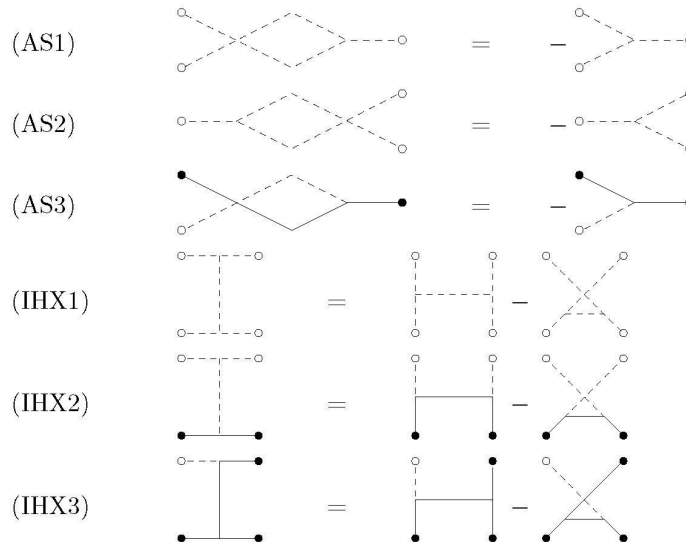 (AS1) = −
(AS2) = −
(AS3) = −
(IHX1) = −
(IHX2) = −
(IHX3) = −